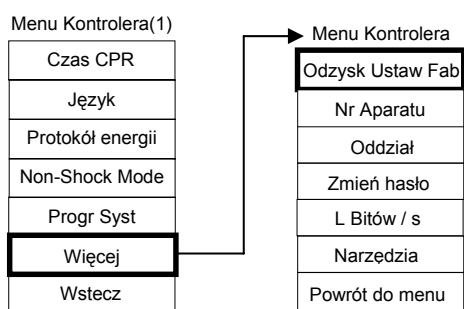 Menu Kontrolera(1)
Czas CPR
Język
Protokół energii
Non-Shock Mode
Progr Syst
Więcej
Wstecz
Menu Kontrolera
Odzysk Ustaw Fab
Nr Aparatu
Oddział
Zmień hasło
L Bitów / s
Narzędzia
Powrót do menu